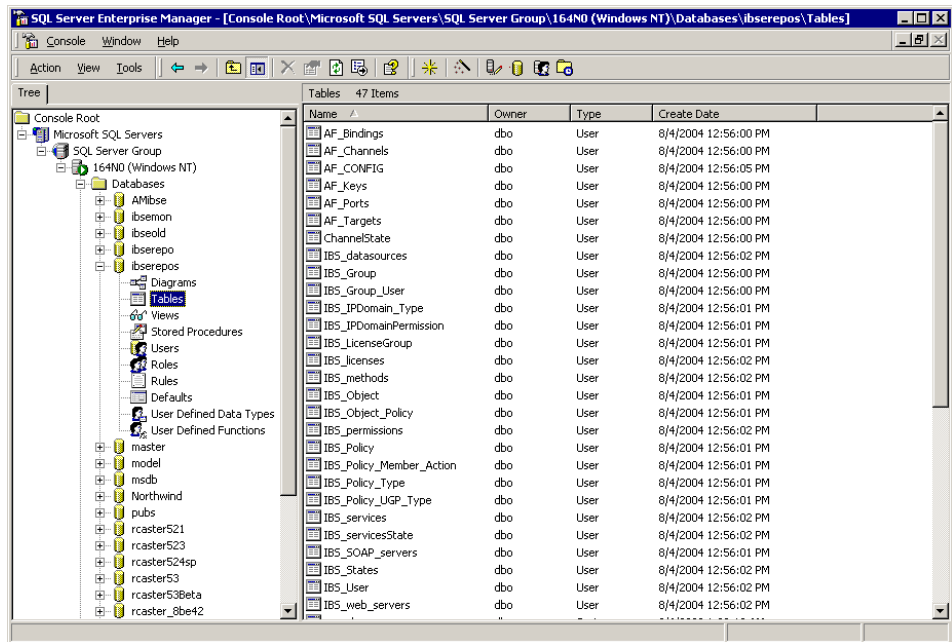 SQL Server Enterprise Manager - [Console Root\Microsoft SQL Servers\SQL Server Group\164N0 (Windows NT)\Databases\ibserepos\Tables]
Console Window Help
Action View Tools
Tree
Console Root
Microsoft SQL Servers
SQL Server Group
164N0 (Windows NT)
Databases
AMibse
ibsemon
ibseold
ibserepo
ibserepos
Diagrams
Tables
Views
Stored Procedures
Users
Roles
Rules
Defaults
User Defined Data Types
User Defined Functions
master
model
msdb
Northwind
pubs
rcaster521
rcaster523
rcaster524sp
rcaster53
rcaster53Beta
rcaster_8be42
Tables 47 Items
Name Owner Type Create Date
AF_Bindings dbo User 8/4/2004 12:56:00 PM
AF_Channels dbo User 8/4/2004 12:56:00 PM
AF_CONFIG dbo User 8/4/2004 12:56:05 PM
AF_Keys dbo User 8/4/2004 12:56:00 PM
AF_Ports dbo User 8/4/2004 12:56:00 PM
AF_Targets dbo User 8/4/2004 12:56:00 PM
ChannelState dbo User 8/4/2004 12:56:00 PM
IBS_datasources dbo User 8/4/2004 12:56:02 PM
IBS_Group dbo User 8/4/2004 12:56:00 PM
IBS_Group_User dbo User 8/4/2004 12:56:00 PM
IBS_IPDomain_Type dbo User 8/4/2004 12:56:01 PM
IBS_IPDomainPermission dbo User 8/4/2004 12:56:01 PM
IBS_LicenseGroup dbo User 8/4/2004 12:56:01 PM
IBS_licenses dbo User 8/4/2004 12:56:02 PM
IBS_methods dbo User 8/4/2004 12:56:02 PM
IBS_Object dbo User 8/4/2004 12:56:01 PM
IBS_Object_Policy dbo User 8/4/2004 12:56:01 PM
IBS_permissions dbo User 8/4/2004 12:56:02 PM
IBS_Policy dbo User 8/4/2004 12:56:01 PM
IBS_Policy_Member_Action dbo User 8/4/2004 12:56:01 PM
IBS_Policy_Type dbo User 8/4/2004 12:56:01 PM
IBS_Policy_UGP_Type dbo User 8/4/2004 12:56:01 PM
IBS_services dbo User 8/4/2004 12:56:02 PM
IBS_servicesState dbo User 8/4/2004 12:56:02 PM
IBS_SOAP_servers dbo User 8/4/2004 12:56:01 PM
IBS_States dbo User 8/4/2004 12:56:02 PM
IBS_User dbo User 8/4/2004 12:56:00 PM
IBS_web_servers dbo User 8/4/2004 12:56:02 PM